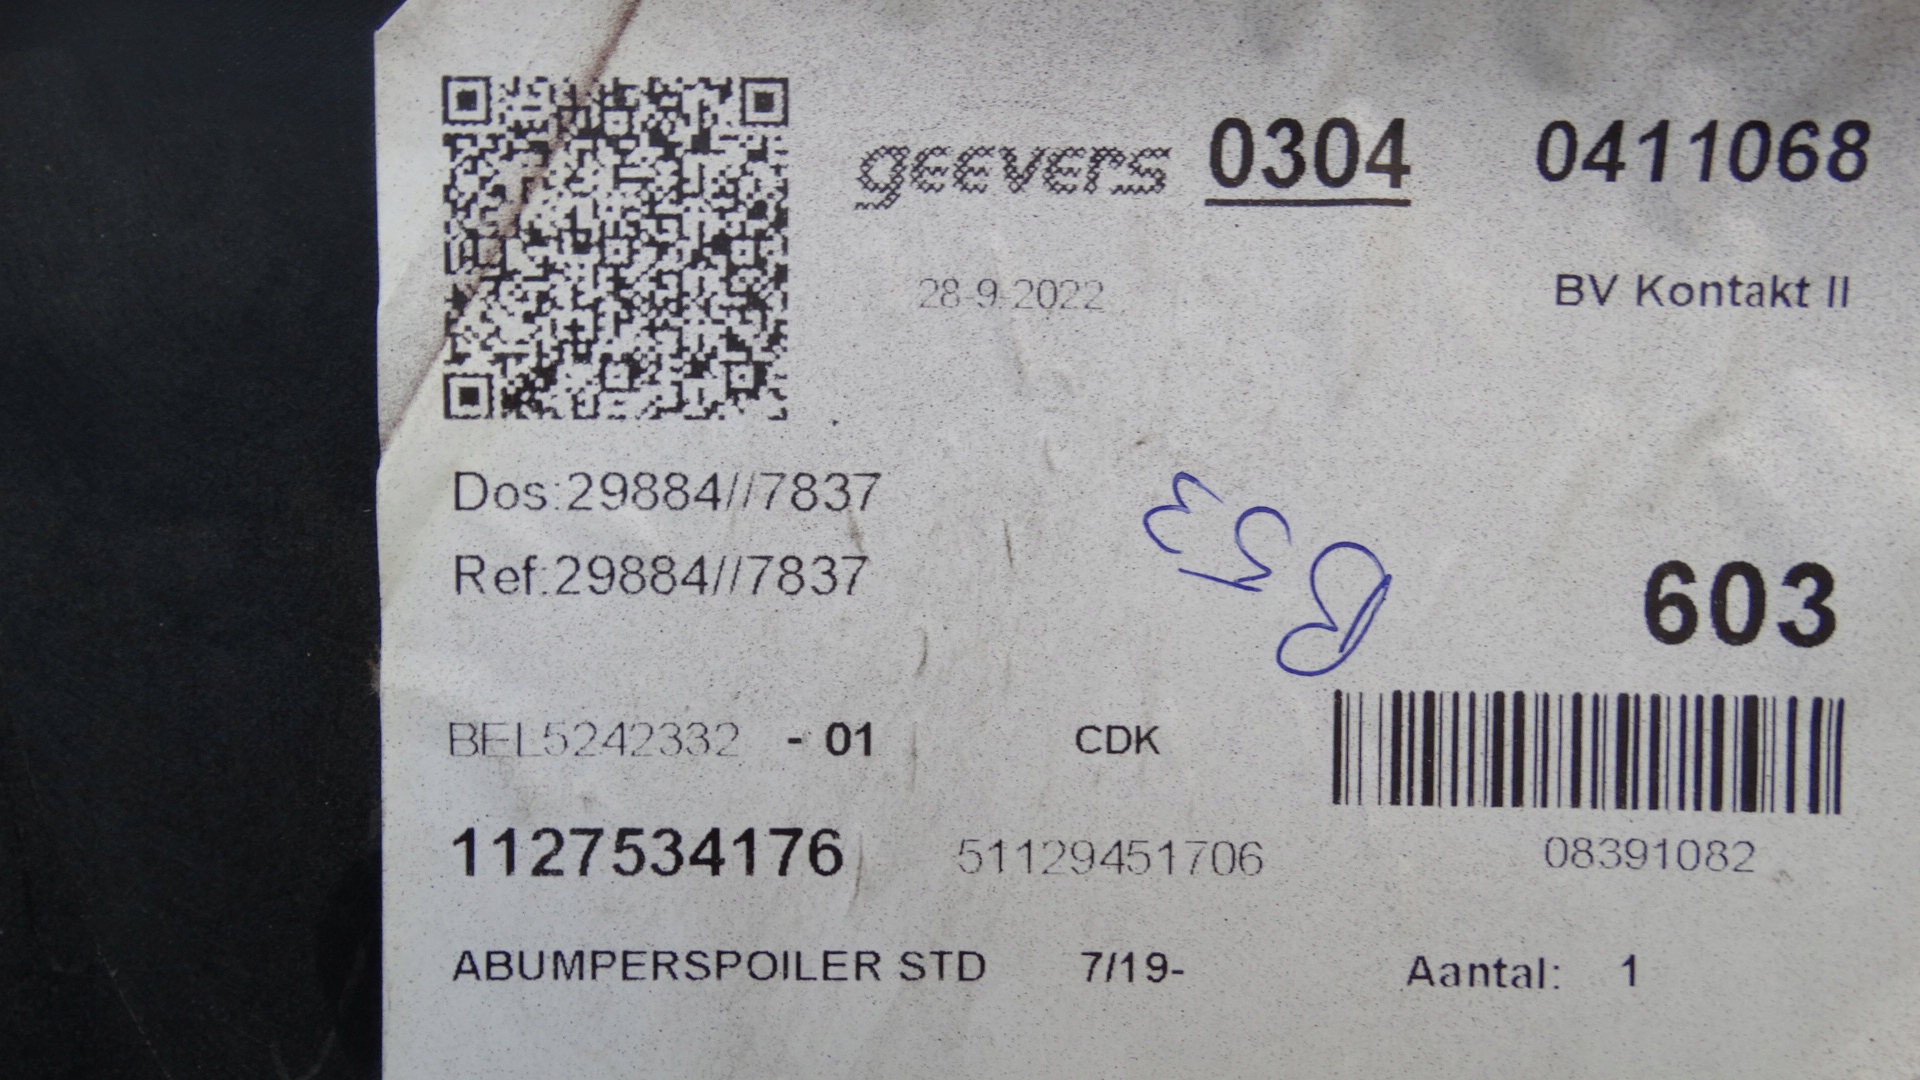 geevers 0304 0411068
28-9-2022 BV Kontakt II
Dos:29884//7837
Ref:29884//7837
603
BEL5242332 - 01 CDK
1127534176 51129451706 08391082
ABUMPERSPOILER STD 7/19- Aantal: 1